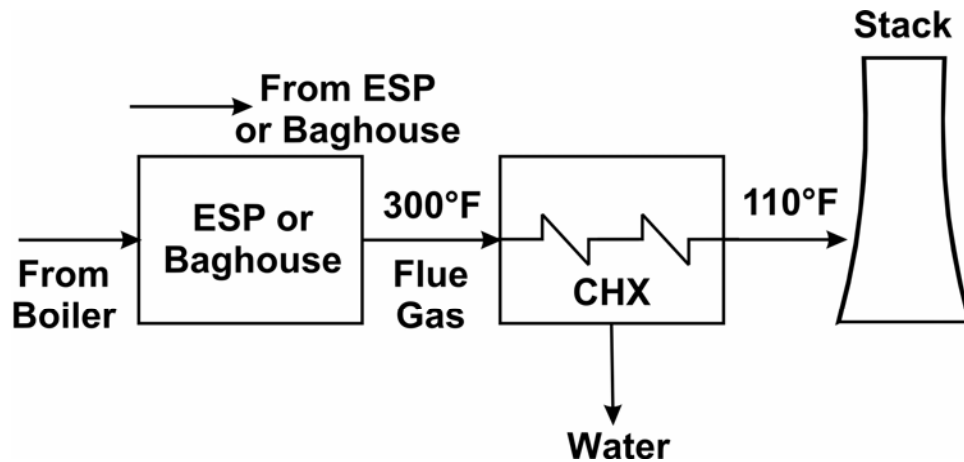 Stack
From ESP
or Baghouse
ESP or
Baghouse
300°F
110°F
From
Boiler
Flue
Gas
CHX
Water